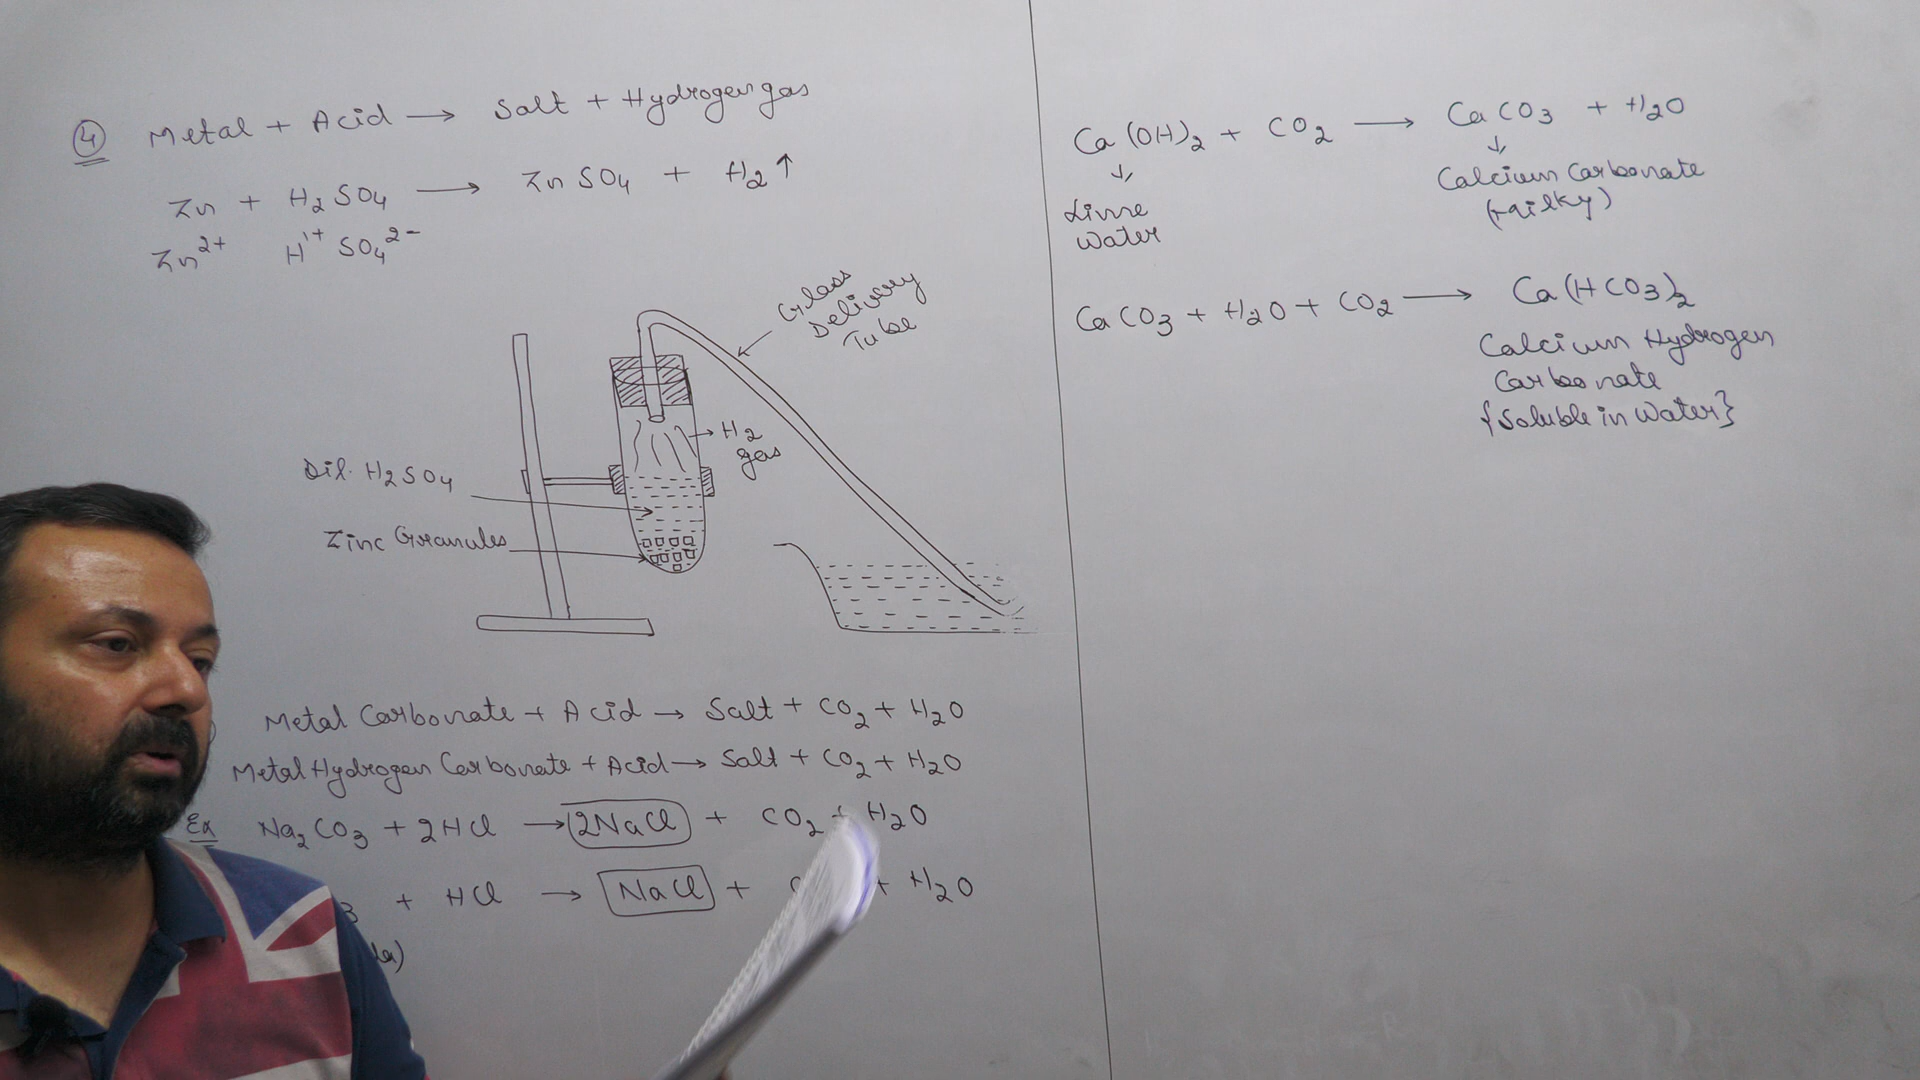 ④ Metal + Acid → Salt + Hydrogen gas
Zn + H₂SO₄ → ZnSO₄ + H₂↑
Zn²⁺ H¹⁺ SO₄²⁻
Glass
Delivery
Tube
→ H₂
gas
Dil. H₂SO₄
Zinc Granules
Metal Carbonate + Acid → Salt + CO₂ + H₂O
Metal Hydrogen Carbonate + Acid → Salt + CO₂ + H₂O
Ex Na₂CO₃ + 2HCl → 2NaCl + CO₂ + H₂O
3 + HCl → NaCl + C + H₂O
Ca(OH)₂ + CO₂ → CaCO₃ + H₂O
↓ ↓
Lime
Water
Calcium Carbonate
(milky)
CaCO₃ + H₂O + CO₂ → Ca(HCO₃)₂
Calcium Hydrogen
Carbonate
{Soluble in Water}